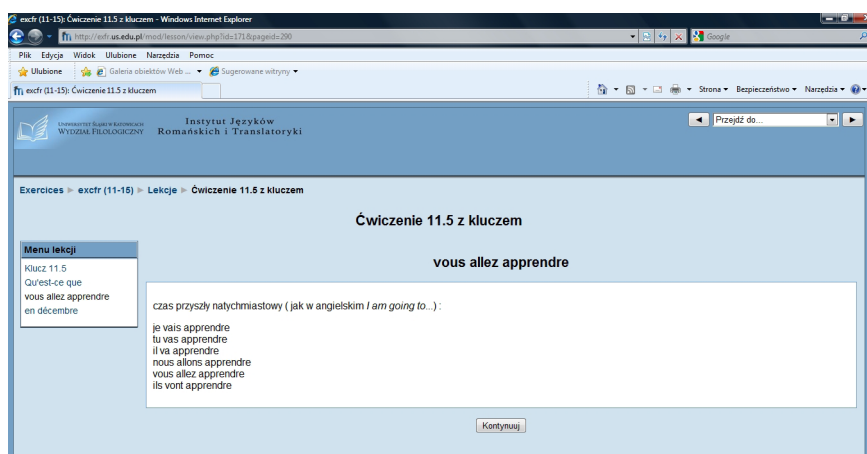 excfr (11-15): Ćwiczenie 11.5 z kluczem - Windows Internet Explorer
http://exfr.us.edu.pl/mod/lesson/view.php?id=171&pageid=290
Google
Plik Edycja Widok Ulubione Narzędzia Pomoc
Ulubione Galeria obiektów Web ... Sugerowane witryny
excfr (11-15): Ćwiczenie 11.5 z kluczem
Strona Bezpieczeństwo Narzędzia
Uniwersytet Śląski w Katowicach
Wydział Filologiczny
Instytut Języków
Romańskich i Translatoryki
Przejdź do...
Exercices ► excfr (11-15) ► Lekcje ► Ćwiczenie 11.5 z kluczem
Ćwiczenie 11.5 z kluczem
Menu lekcji
Klucz 11.5
Qu'est-ce que
vous allez apprendre
en décembre
vous allez apprendre
czas przyszły natychmiastowy ( jak w angielskim I am going to...) :
je vais apprendre
tu vas apprendre
il va apprendre
nous allons apprendre
vous allez apprendre
ils vont apprendre
Kontynuuj